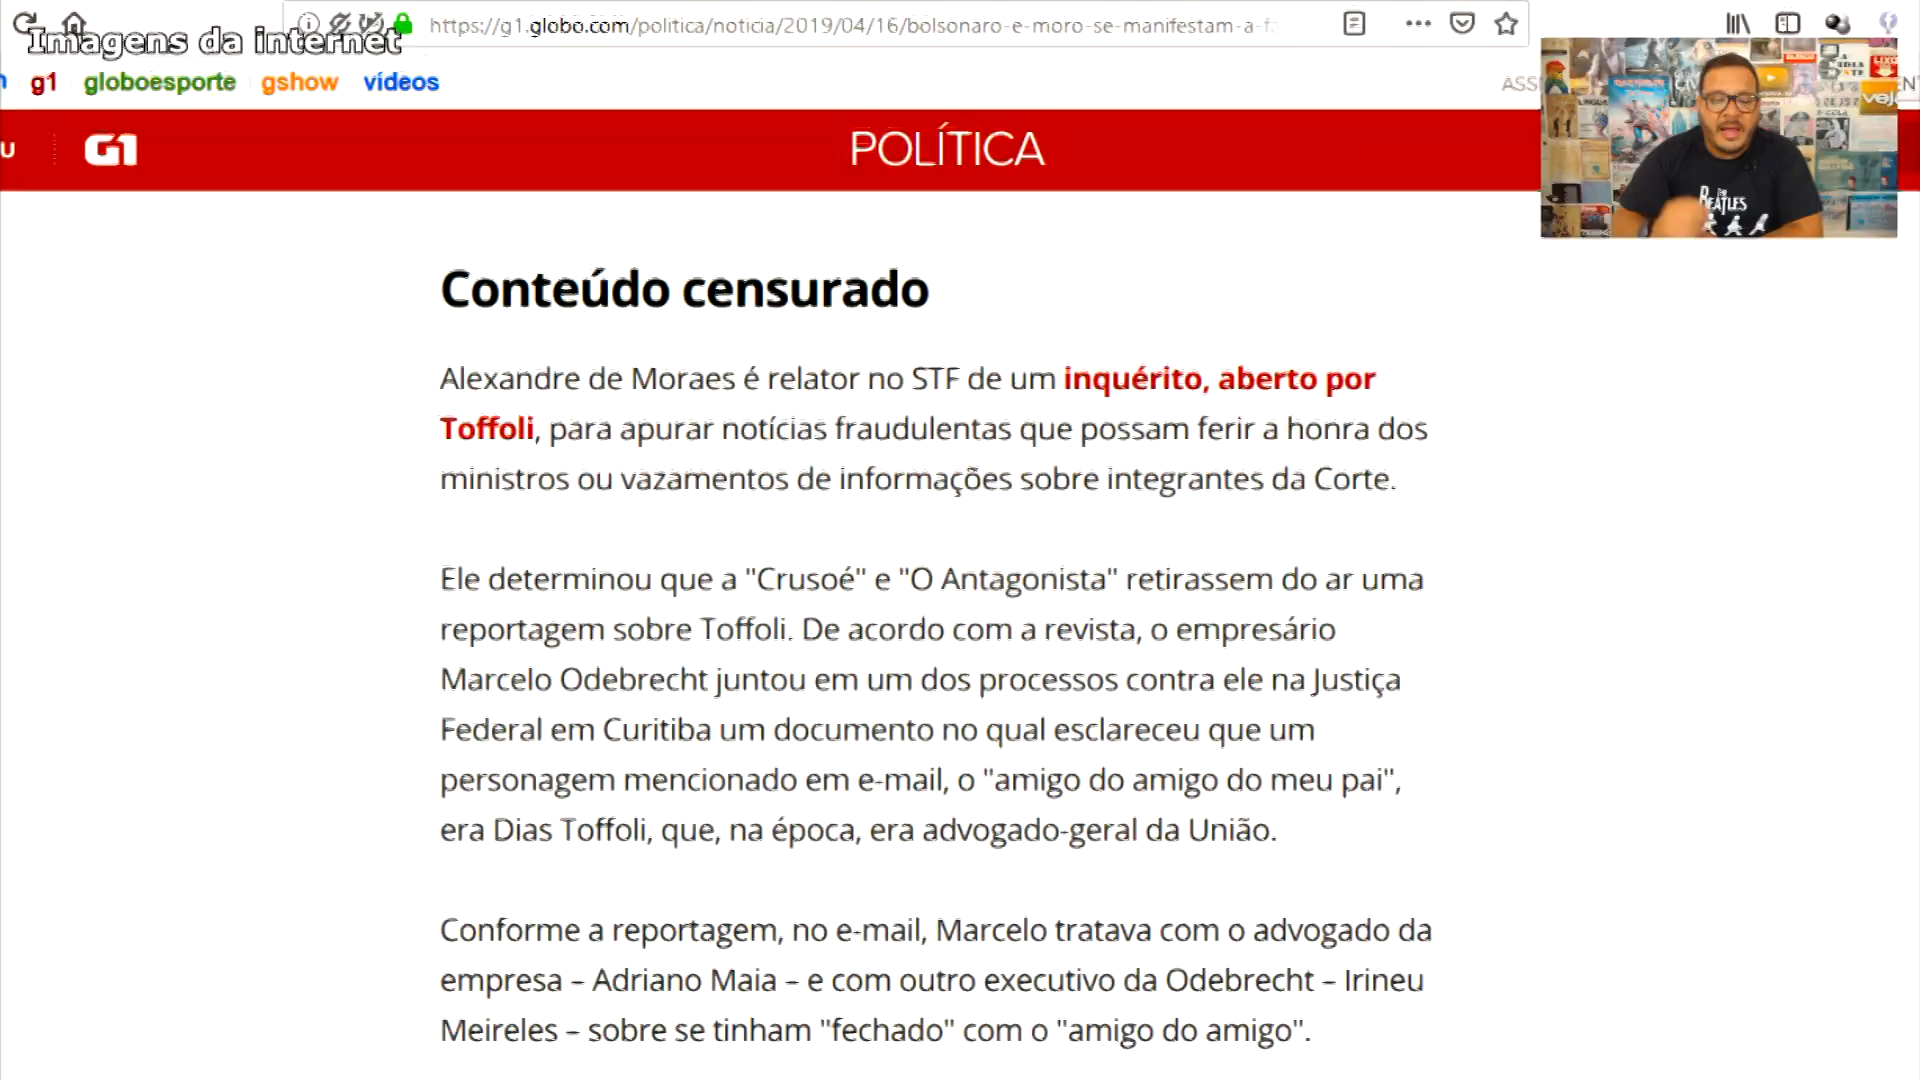 Imagens da internet
https://g1.globo.com/politica/noticia/2019/04/16/bolsonaro-e-moro-se-manifestam-a-f
g1 globoesporte gshow vídeos
ASS
U G1 POLÍTICA
BEATLES
Conteúdo censurado
Alexandre de Moraes é relator no STF de um inquérito, aberto por
Toffoli, para apurar notícias fraudulentas que possam ferir a honra dos
ministros ou vazamentos de informações sobre integrantes da Corte.
Ele determinou que a "Crusoé" e "O Antagonista" retirassem do ar uma
reportagem sobre Toffoli. De acordo com a revista, o empresário
Marcelo Odebrecht juntou em um dos processos contra ele na Justiça
Federal em Curitiba um documento no qual esclareceu que um
personagem mencionado em e-mail, o "amigo do amigo do meu pai",
era Dias Toffoli, que, na época, era advogado-geral da União.
Conforme a reportagem, no e-mail, Marcelo tratava com o advogado da
empresa – Adriano Maia – e com outro executivo da Odebrecht – Irineu
Meireles – sobre se tinham "fechado" com o "amigo do amigo".